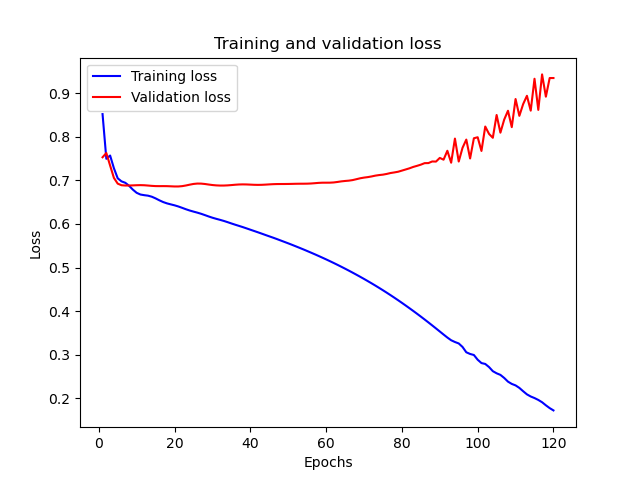 Training and validation loss
Training loss
Validation loss
Loss
0.9
0.8
0.7
0.6
0.5
0.4
0.3
0.2
0 20 40 60 80 100 120
Epochs